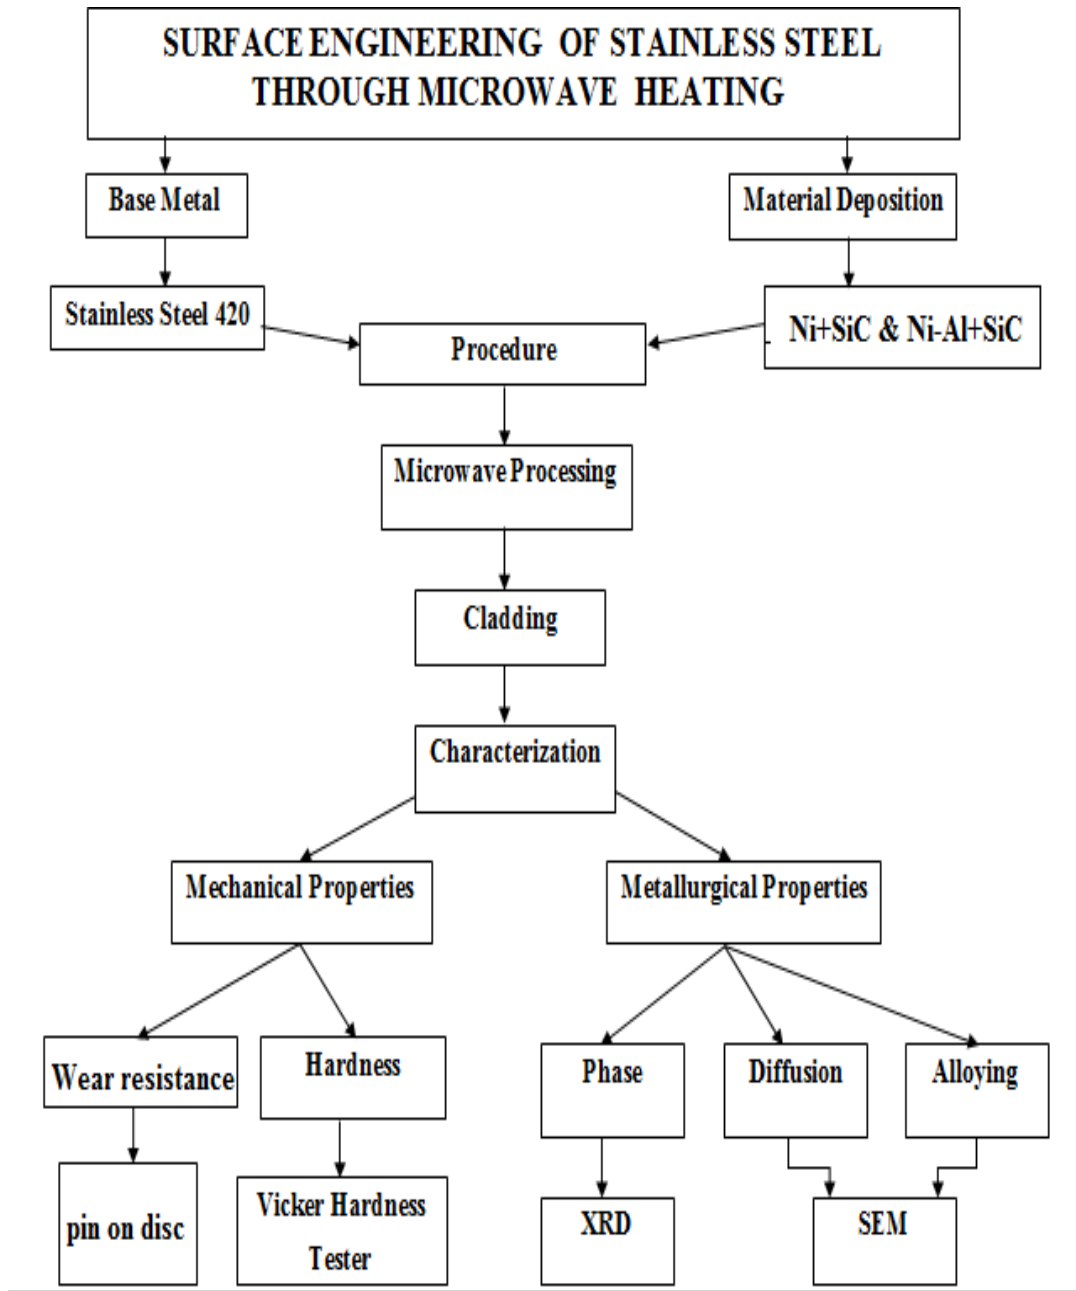 SURFACE ENGINEERING OF STAINLESS STEEL
THROUGH MICROWAVE HEATING
Base Metal
Material Deposition
Stainless Steel 420
Ni+SiC & Ni-Al+SiC
Procedure
Microwave Processing
Cladding
Characterization
Mechanical Properties
Metallurgical Properties
Wear resistance
Hardness
Phase
Diffusion
Alloying
pin on disc
Vicker Hardness
Tester
XRD
SEM